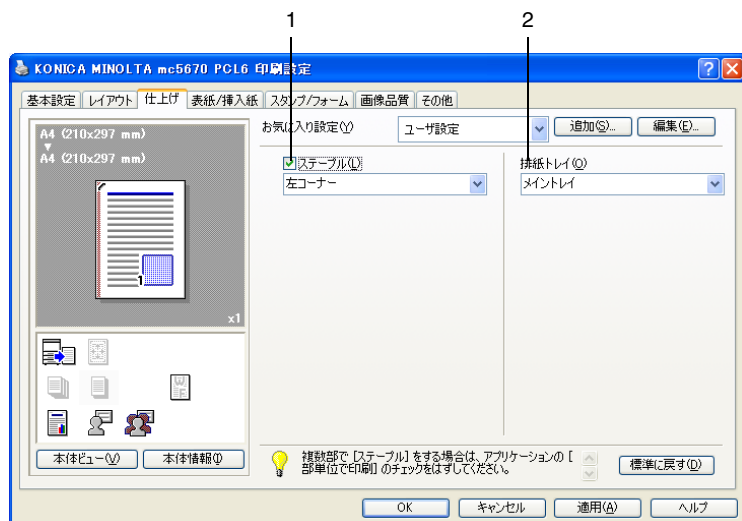 1 2
KONICA MINOLTA mc5670 PCL6 印刷設定
基本設定 レイアウト 仕上げ 表紙/挿入紙 スタンプ/フォーム 画像品質 その他
A4 (210x297 mm)
A4 (210x297 mm)
1
x1
お気に入り設定(Y) ユーザ設定 追加(S)... 編集(E)...
ステープル(L) 排紙トレイ(O)
左コーナー メイントレイ
本体ビュー(V) 本体情報(I)
複数部で [ステープル] をする場合は、アプリケーションの [
部単位で印刷] のチェックをはずしてください。
標準に戻す(D)
OK キャンセル 適用(A) ヘルプ